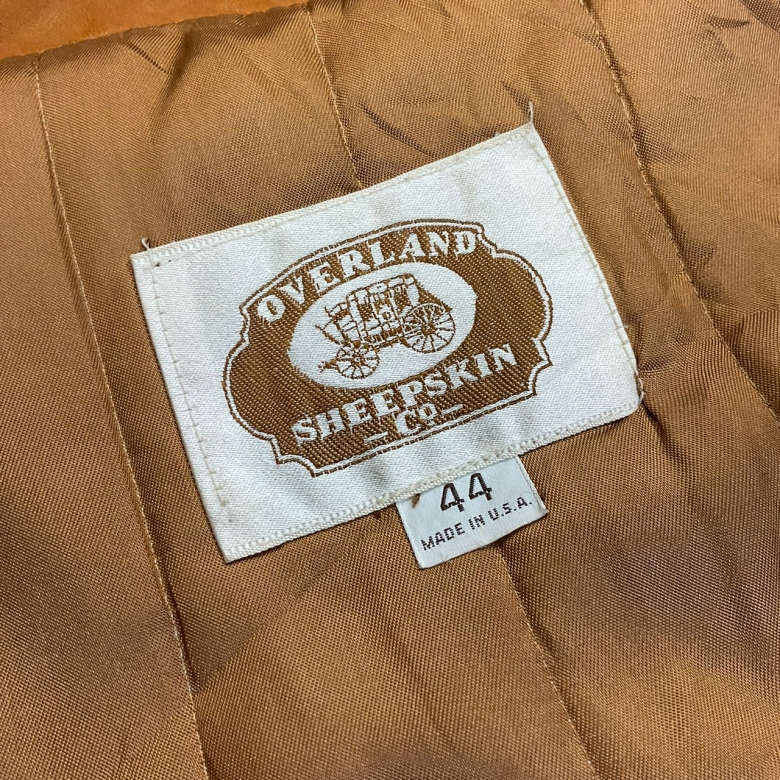 OVERLAND
SHEEPSKIN
Co.
44
MADE IN U.S.A.